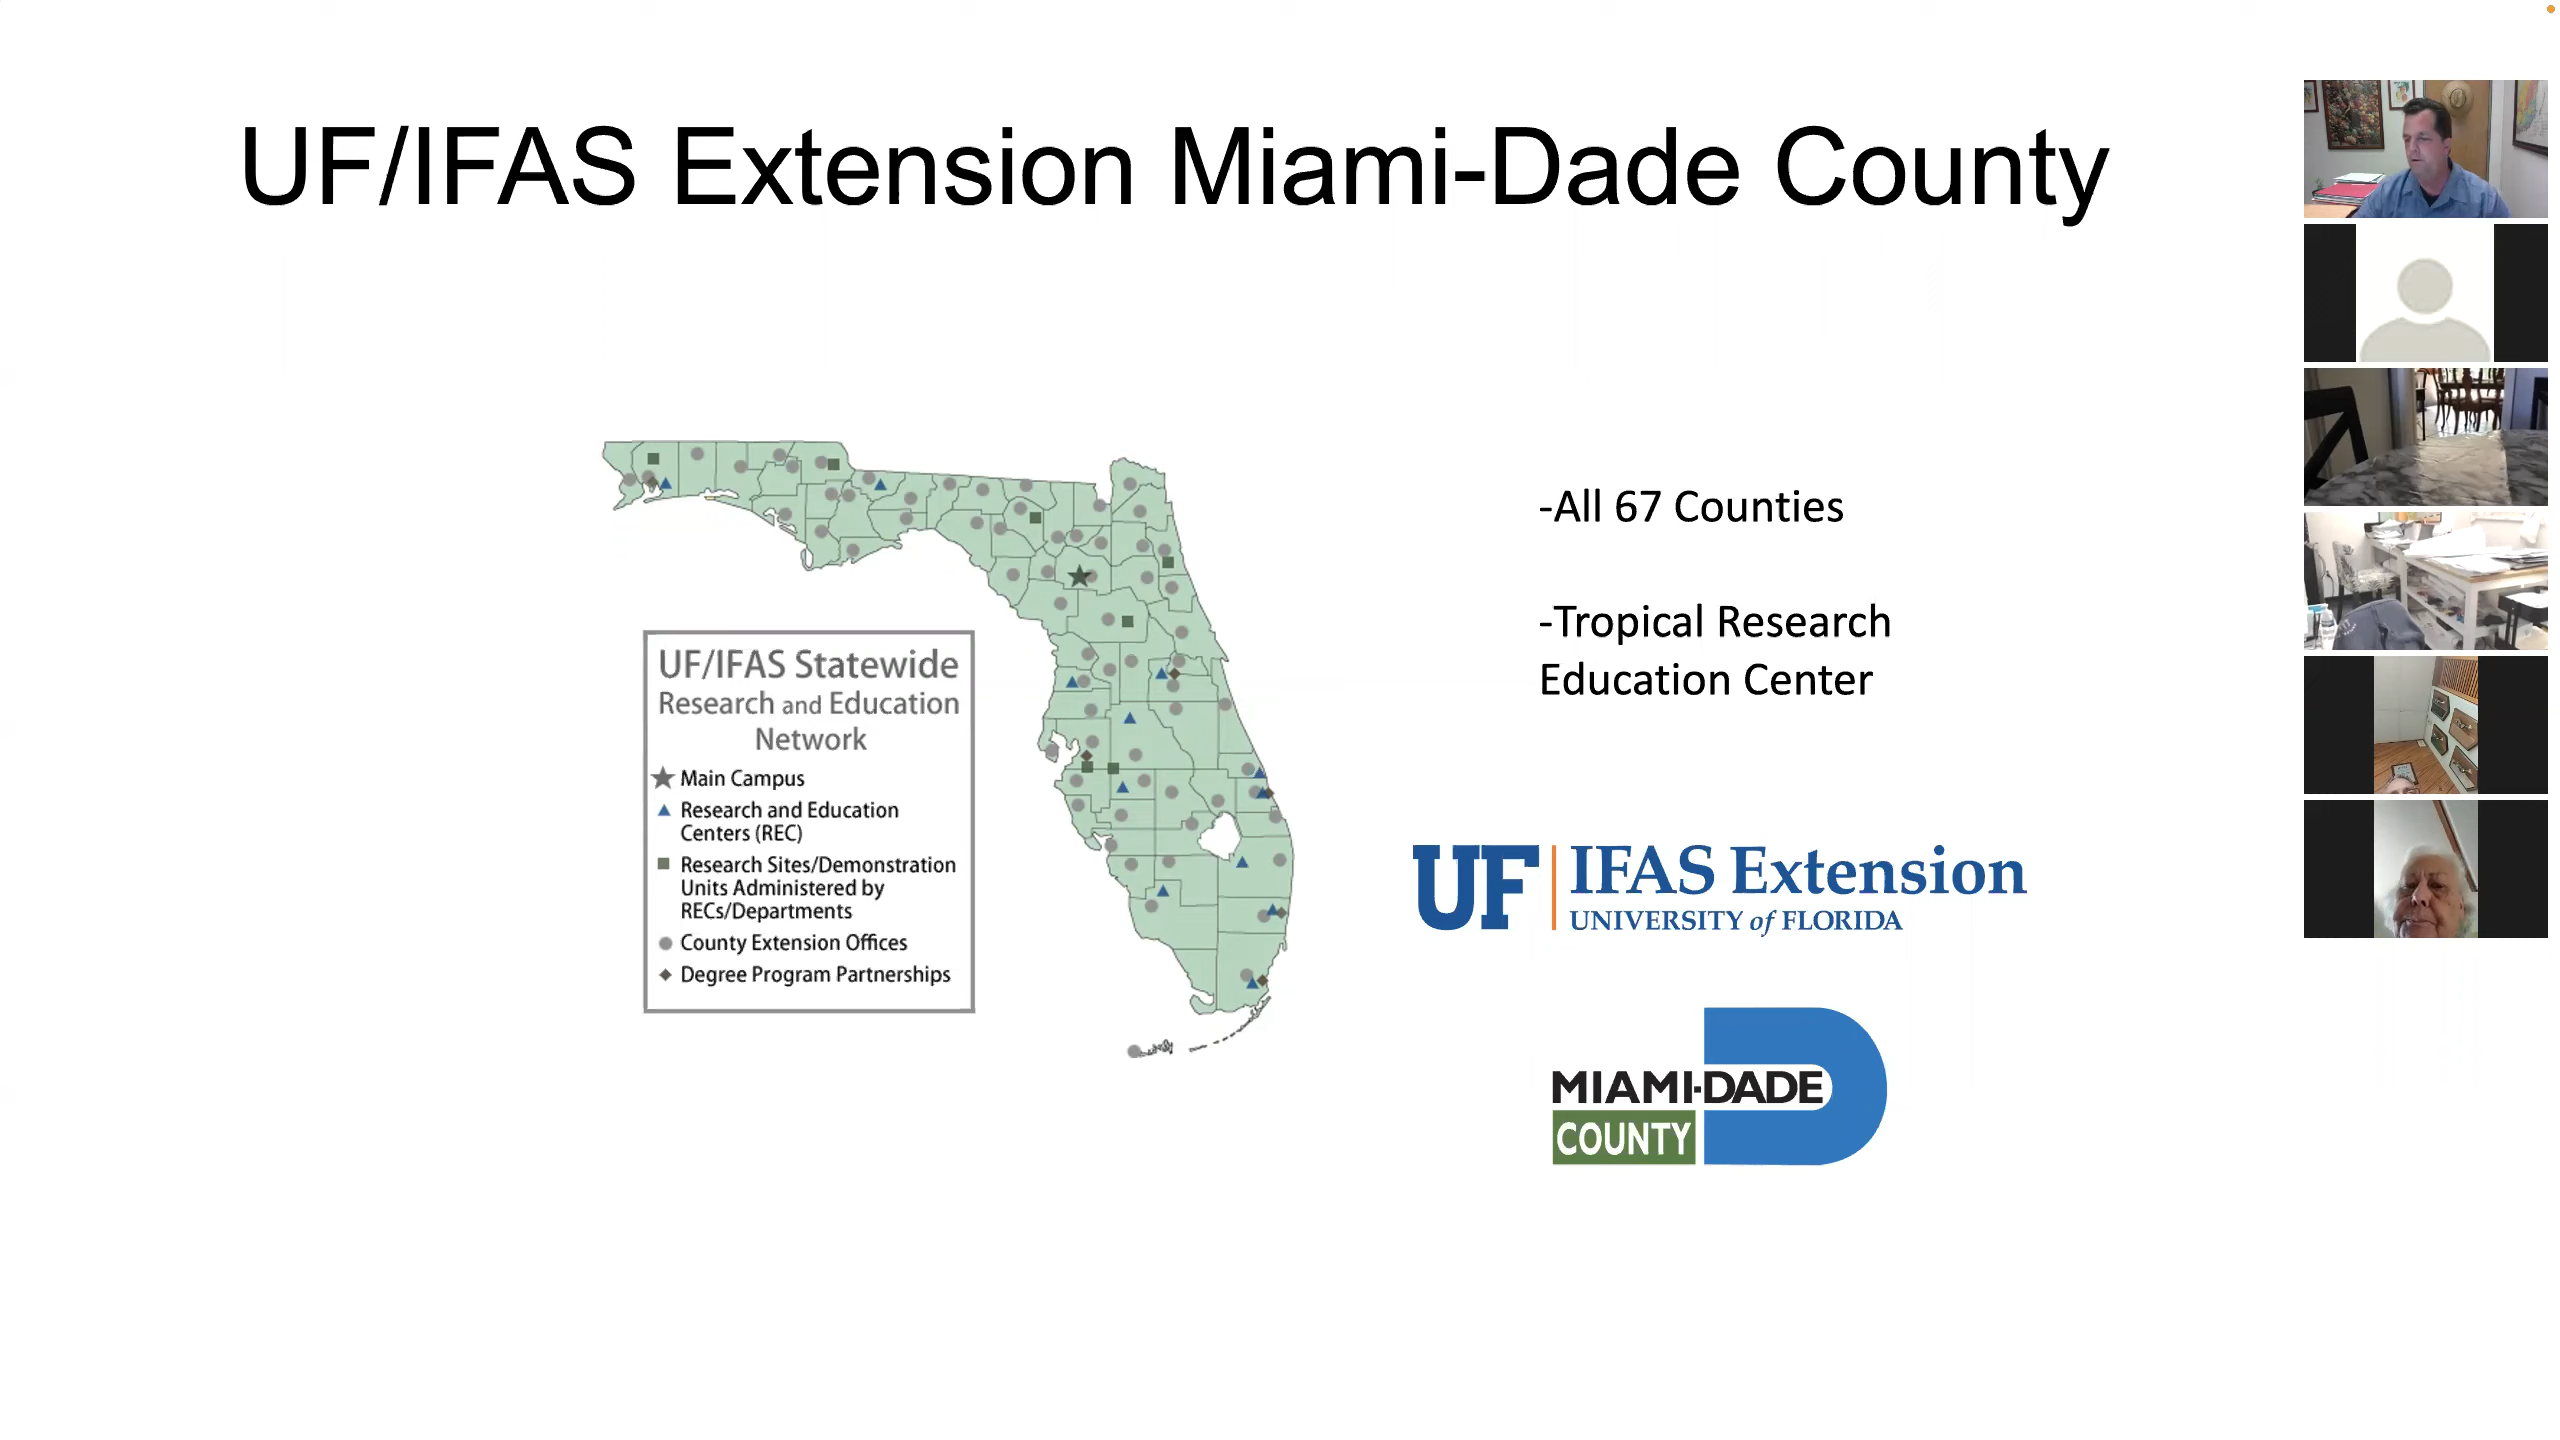 UF/IFAS Extension Miami-Dade County
UF/IFAS Statewide
Research and Education
Network
Main Campus
Research and Education
Centers (REC)
Research Sites/Demonstration
Units Administered by
RECs/Departments
County Extension Offices
Degree Program Partnerships
-All 67 Counties
-Tropical Research
Education Center
UF IFAS Extension
UNIVERSITY of FLORIDA
MIAMI-DADE
COUNTY